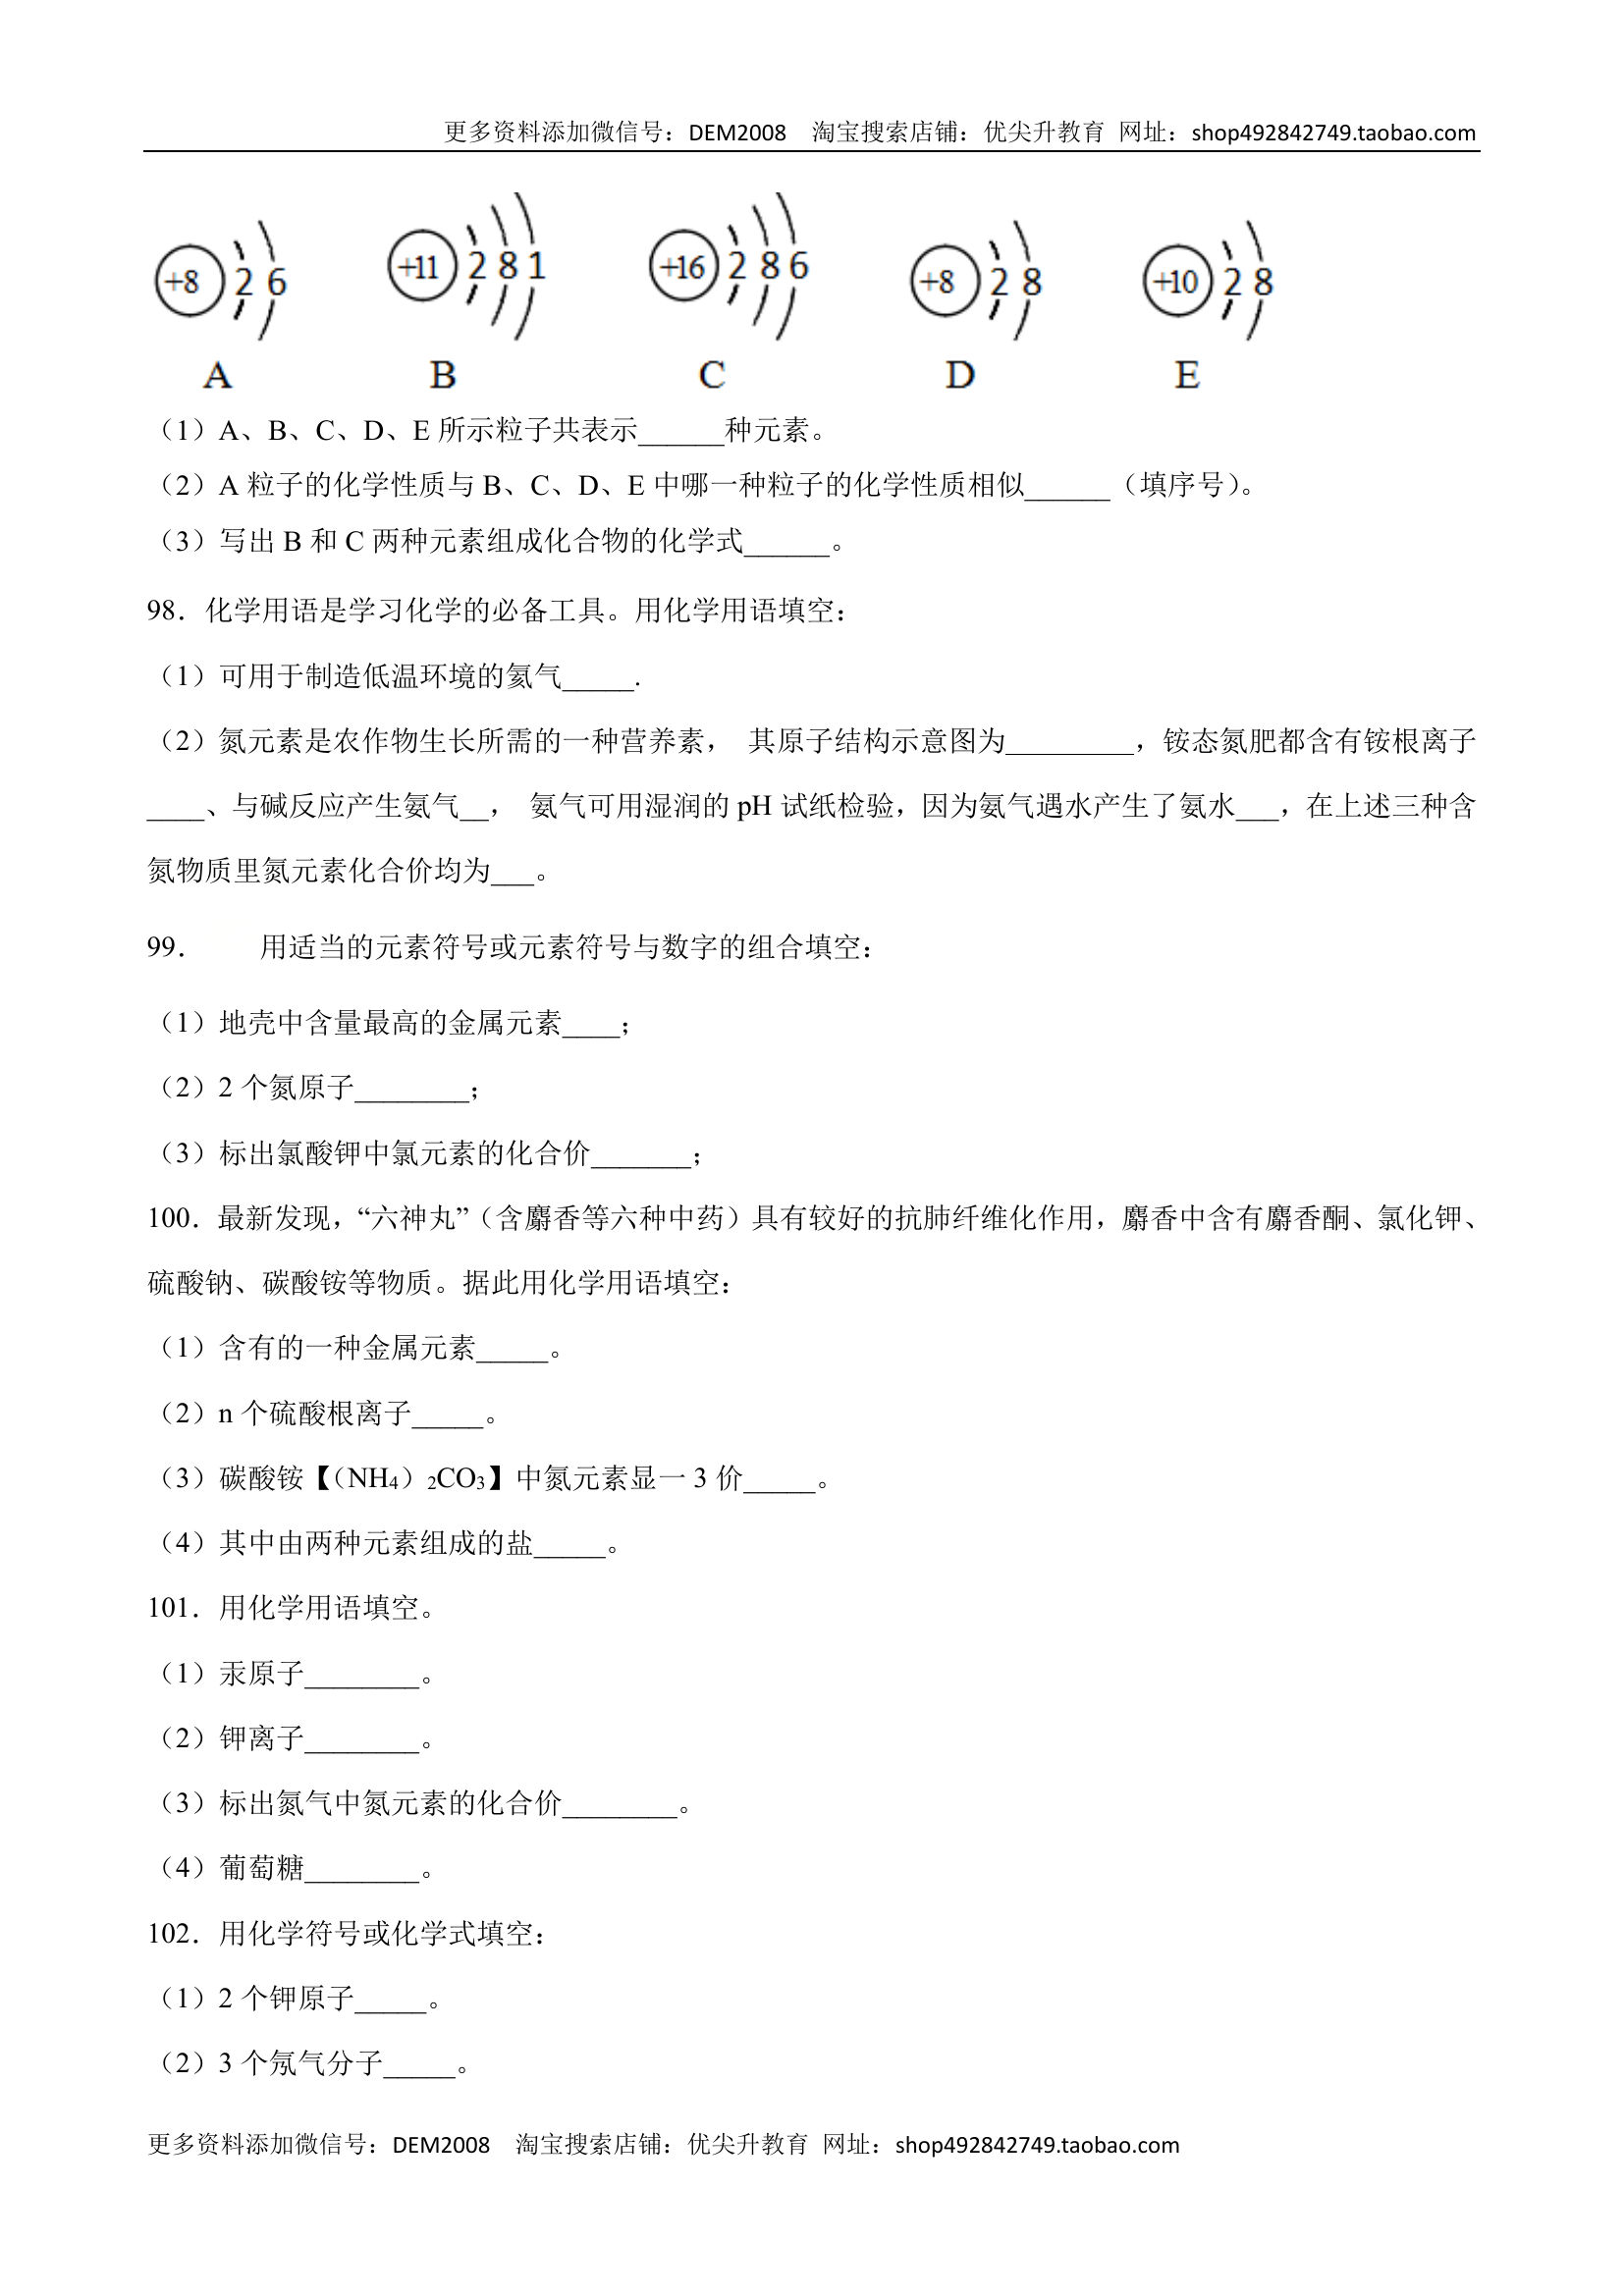 更多资料添加微信号：DEM2008    淘宝搜索店铺：优尖升教育  网址：shop492842749.taobao.com
+8 2 6  +11 2 8 1  +16 2 8 6  +8 2 8  +10 2 8
A  B  C  D  E
（1）A、B、C、D、E 所示粒子共表示______种元素。
（2）A 粒子的化学性质与 B、C、D、E 中哪一种粒子的化学性质相似______（填序号）。
（3）写出 B 和 C 两种元素组成化合物的化学式______。
98．化学用语是学习化学的必备工具。用化学用语填空：
（1）可用于制造低温环境的氦气_____.
（2）氮元素是农作物生长所需的一种营养素， 其原子结构示意图为_________，铵态氮肥都含有铵根离子
____、与碱反应产生氨气__， 氨气可用湿润的 pH 试纸检验，因为氨气遇水产生了氨水___，在上述三种含
氮物质里氮元素化合价均为___。
99． 用适当的元素符号或元素符号与数字的组合填空：
（1）地壳中含量最高的金属元素____；
（2）2 个氮原子________；
（3）标出氯酸钾中氯元素的化合价_______；
100．最新发现，“六神丸”（含麝香等六种中药）具有较好的抗肺纤维化作用，麝香中含有麝香酮、氯化钾、
硫酸钠、碳酸铵等物质。据此用化学用语填空：
（1）含有的一种金属元素_____。
（2）n 个硫酸根离子_____。
（3）碳酸铵【（NH₄）₂CO₃】中氮元素显一 3 价_____。
（4）其中由两种元素组成的盐_____。
101．用化学用语填空。
（1）汞原子________。
（2）钾离子________。
（3）标出氮气中氮元素的化合价________。
（4）葡萄糖________。
102．用化学符号或化学式填空：
（1）2 个钾原子_____。
（2）3 个氖气分子_____。
更多资料添加微信号：DEM2008    淘宝搜索店铺：优尖升教育  网址：shop492842749.taobao.com